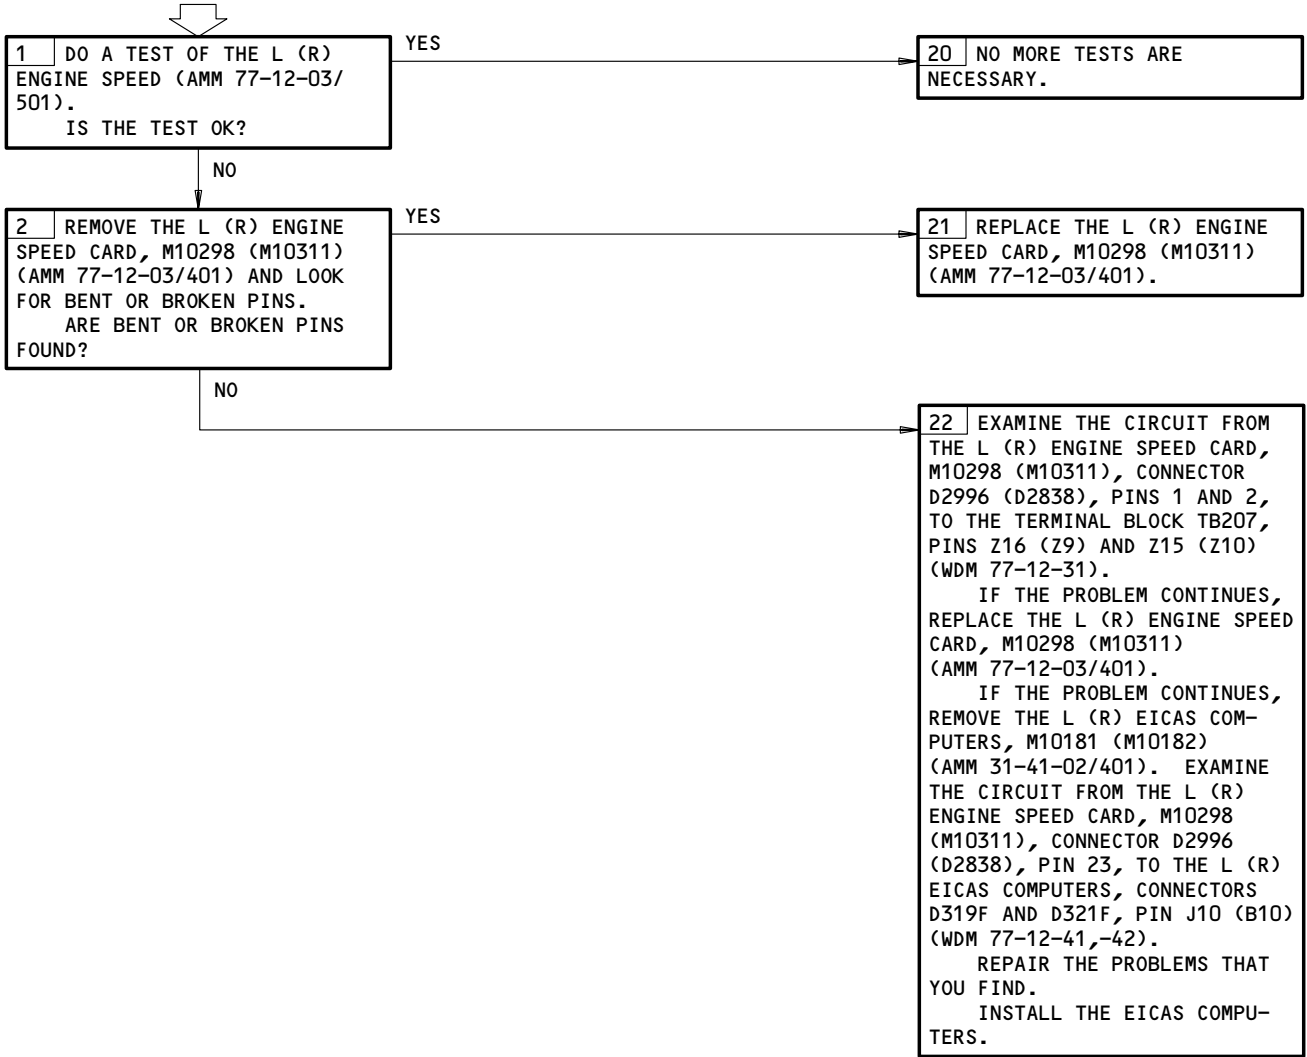 1 DO A TEST OF THE L (R)
ENGINE SPEED (AMM 77-12-03/
501).
IS THE TEST OK?
YES
20 NO MORE TESTS ARE
NECESSARY.
NO
2 REMOVE THE L (R) ENGINE
SPEED CARD, M10298 (M10311)
(AMM 77-12-03/401) AND LOOK
FOR BENT OR BROKEN PINS.
ARE BENT OR BROKEN PINS
FOUND?
YES
21 REPLACE THE L (R) ENGINE
SPEED CARD, M10298 (M10311)
(AMM 77-12-03/401).
NO
22 EXAMINE THE CIRCUIT FROM
THE L (R) ENGINE SPEED CARD,
M10298 (M10311), CONNECTOR
D2996 (D2838), PINS 1 AND 2,
TO THE TERMINAL BLOCK TB207,
PINS Z16 (Z9) AND Z15 (Z10)
(WDM 77-12-31).
IF THE PROBLEM CONTINUES,
REPLACE THE L (R) ENGINE SPEED
CARD, M10298 (M10311)
(AMM 77-12-03/401).
IF THE PROBLEM CONTINUES,
REMOVE THE L (R) EICAS COM-
PUTERS, M10181 (M10182)
(AMM 31-41-02/401). EXAMINE
THE CIRCUIT FROM THE L (R)
ENGINE SPEED CARD, M10298
(M10311), CONNECTOR D2996
(D2838), PIN 23, TO THE L (R)
EICAS COMPUTERS, CONNECTORS
D319F AND D321F, PIN J10 (B10)
(WDM 77-12-41,-42).
REPAIR THE PROBLEMS THAT
YOU FIND.
INSTALL THE EICAS COMPU-
TERS.